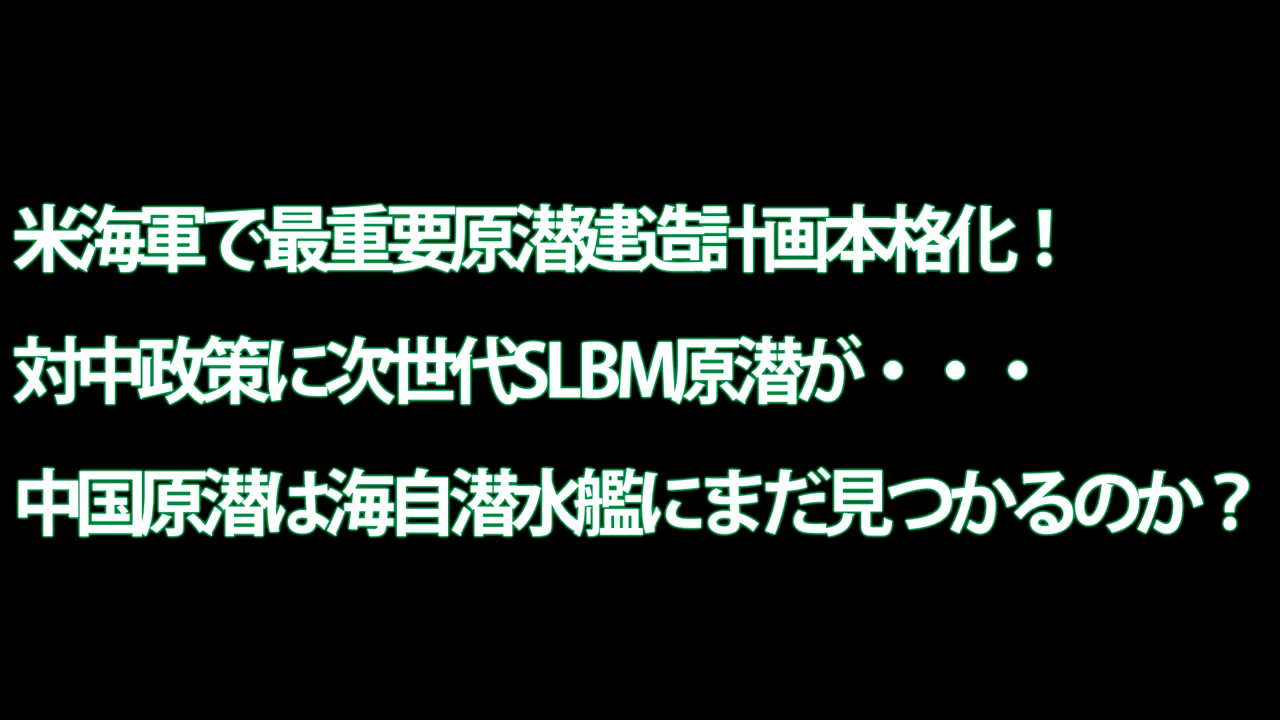 米海軍で最重要原潜建造計画本格化！
対中政策に次世代SLBM原潜が・・・
中国原潜は海自潜水艦にまだ見つかるのか？